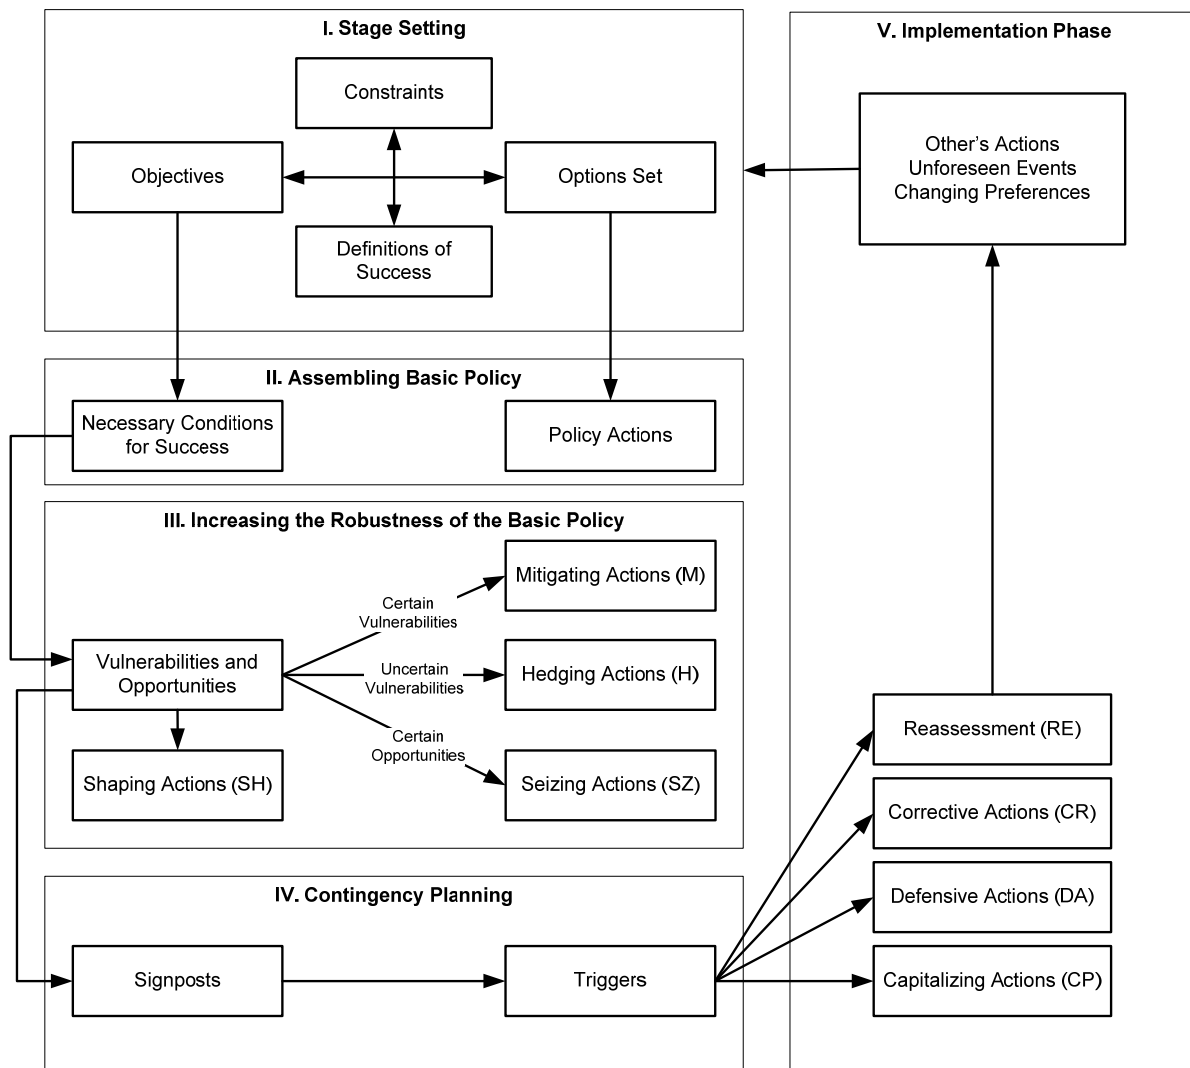 I. Stage Setting
Constraints
Objectives
Options Set
Definitions of
Success
II. Assembling Basic Policy
Necessary Conditions
for Success
Policy Actions
III. Increasing the Robustness of the Basic Policy
Mitigating Actions (M)
Certain
Vulnerabilities
Vulnerabilities and
Opportunities
Uncertain
Vulnerabilities
Hedging Actions (H)
Certain
Opportunities
Shaping Actions (SH)
Seizing Actions (SZ)
IV. Contingency Planning
Signposts
Triggers
V. Implementation Phase
Other's Actions
Unforeseen Events
Changing Preferences
Reassessment (RE)
Corrective Actions (CR)
Defensive Actions (DA)
Capitalizing Actions (CP)